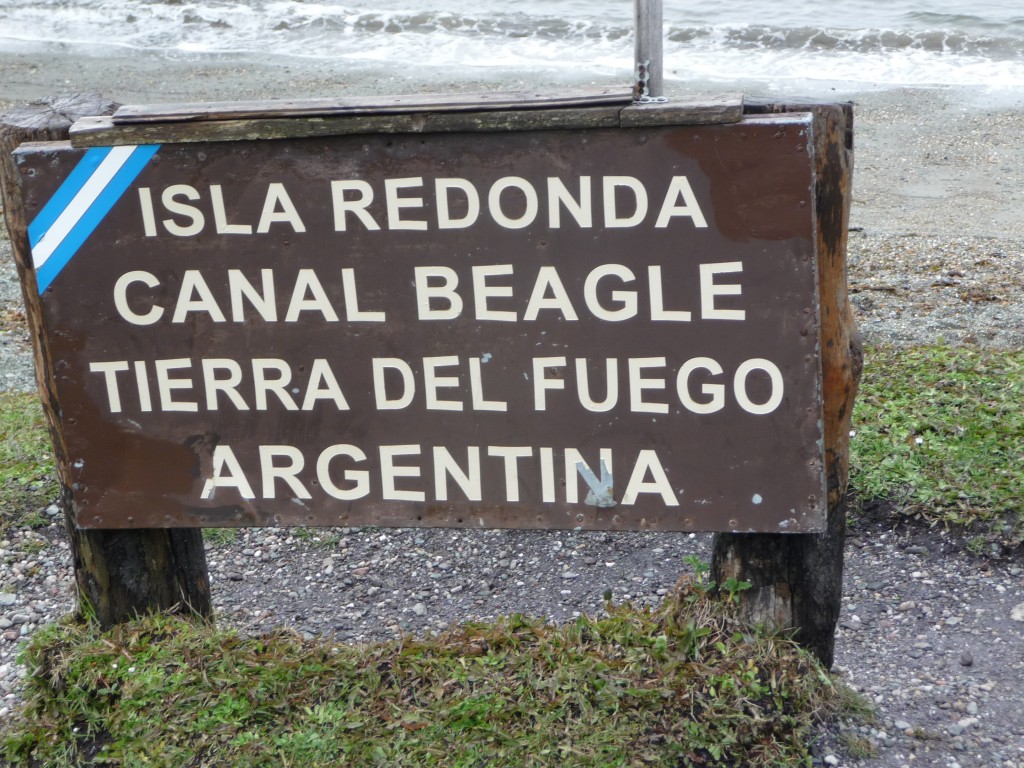 ISLA REDONDA
CANAL BEAGLE
TIERRA DEL FUEGO
ARGENTINA